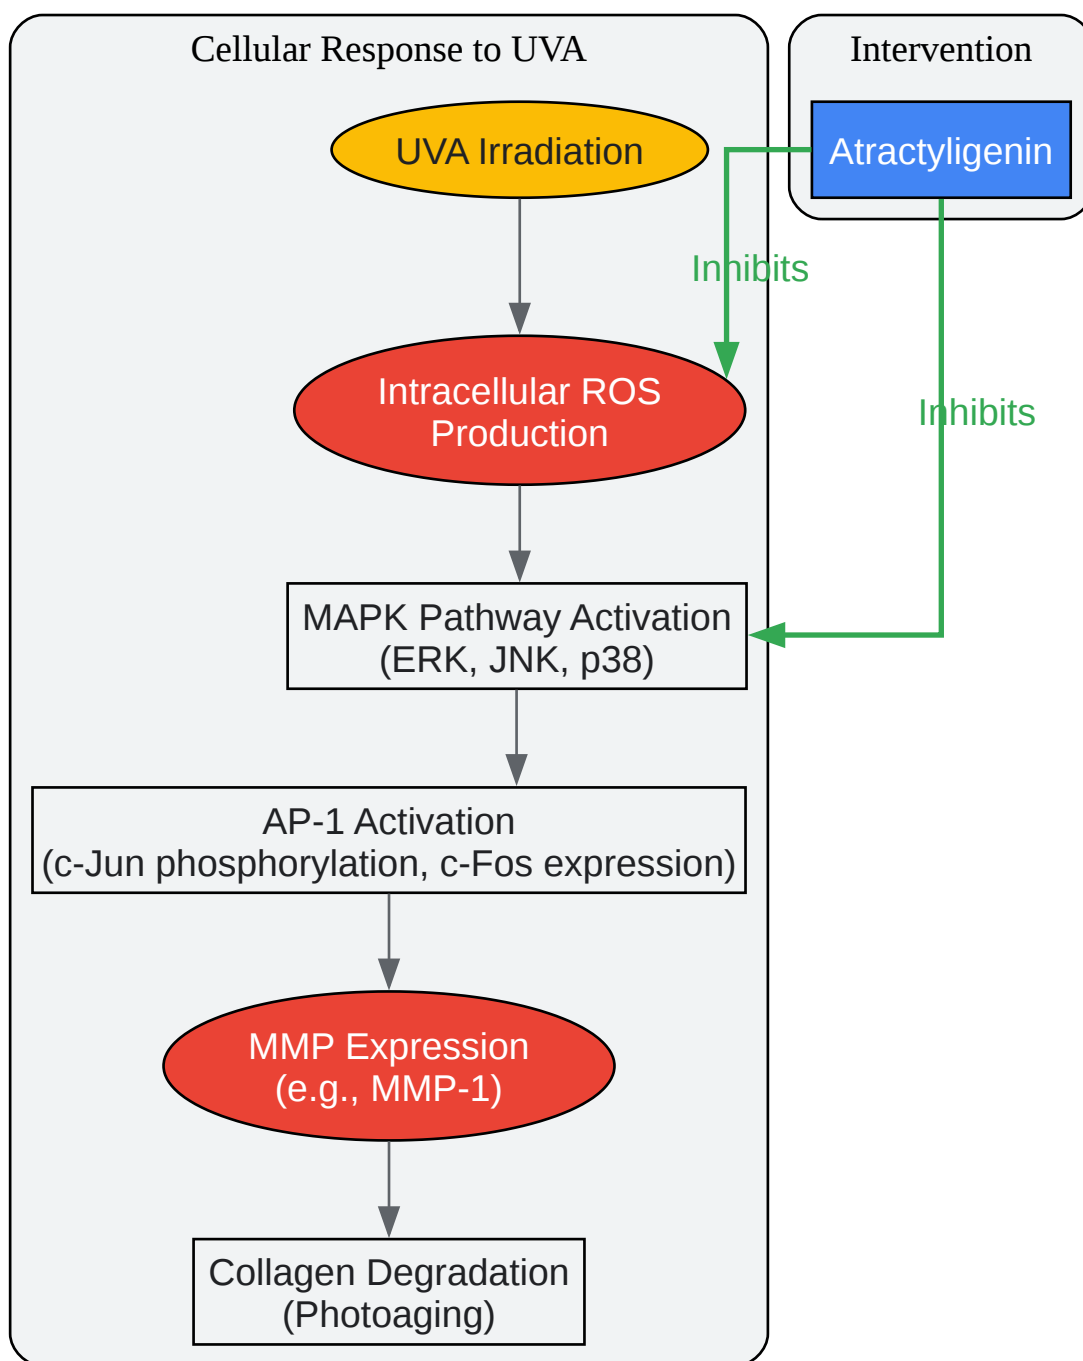 Cellular Response to UVA
Intervention
UVA Irradiation
Atractyligenin
Inhibits
Intracellular ROS
Production
Inhibits
MAPK Pathway Activation
(ERK, JNK, p38)
AP-1 Activation
(c-Jun phosphorylation, c-Fos expression)
MMP Expression
(e.g., MMP-1)
Collagen Degradation
(Photoaging)